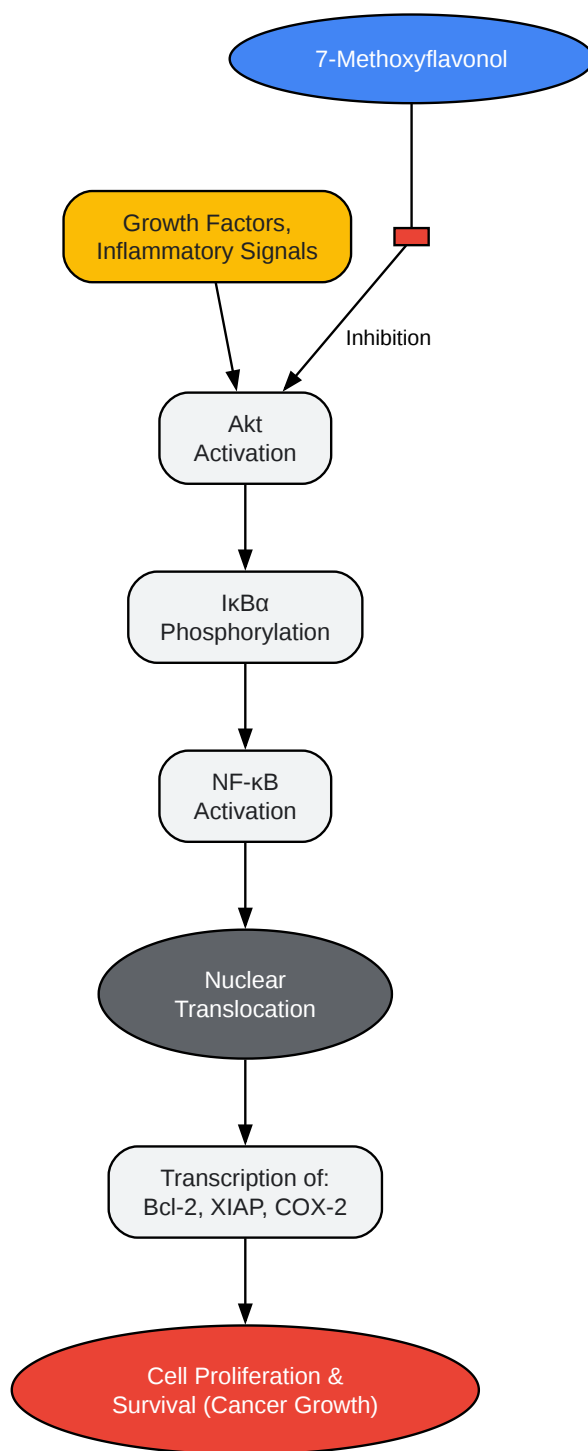 7-Methoxyflavonol
Growth Factors,
Inflammatory Signals
Inhibition
Akt
Activation
IκBα
Phosphorylation
NF-κB
Activation
Nuclear
Translocation
Transcription of:
Bcl-2, XIAP, COX-2
Cell Proliferation &
Survival (Cancer Growth)